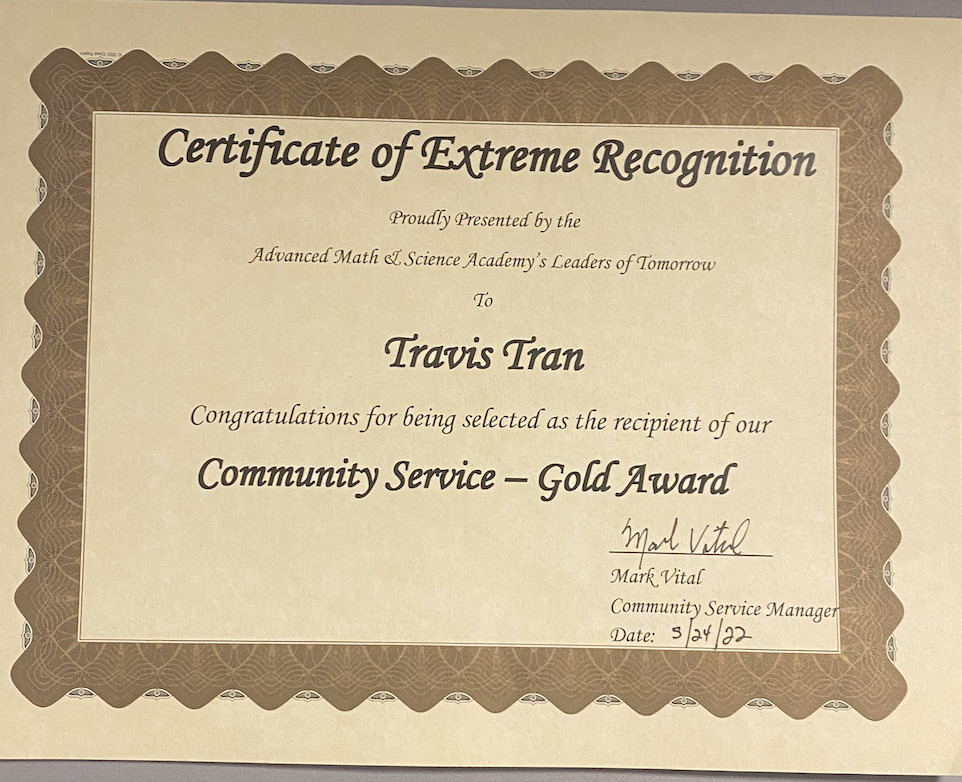 Certificate of Extreme Recognition
Proudly Presented by the
Advanced Math & Science Academy's Leaders of Tomorrow
To
Travis Tran
Congratulations for being selected as the recipient of our
Community Service – Gold Award
Mark Vital
Mark Vital
Community Service Manager
Date: 5/24/22